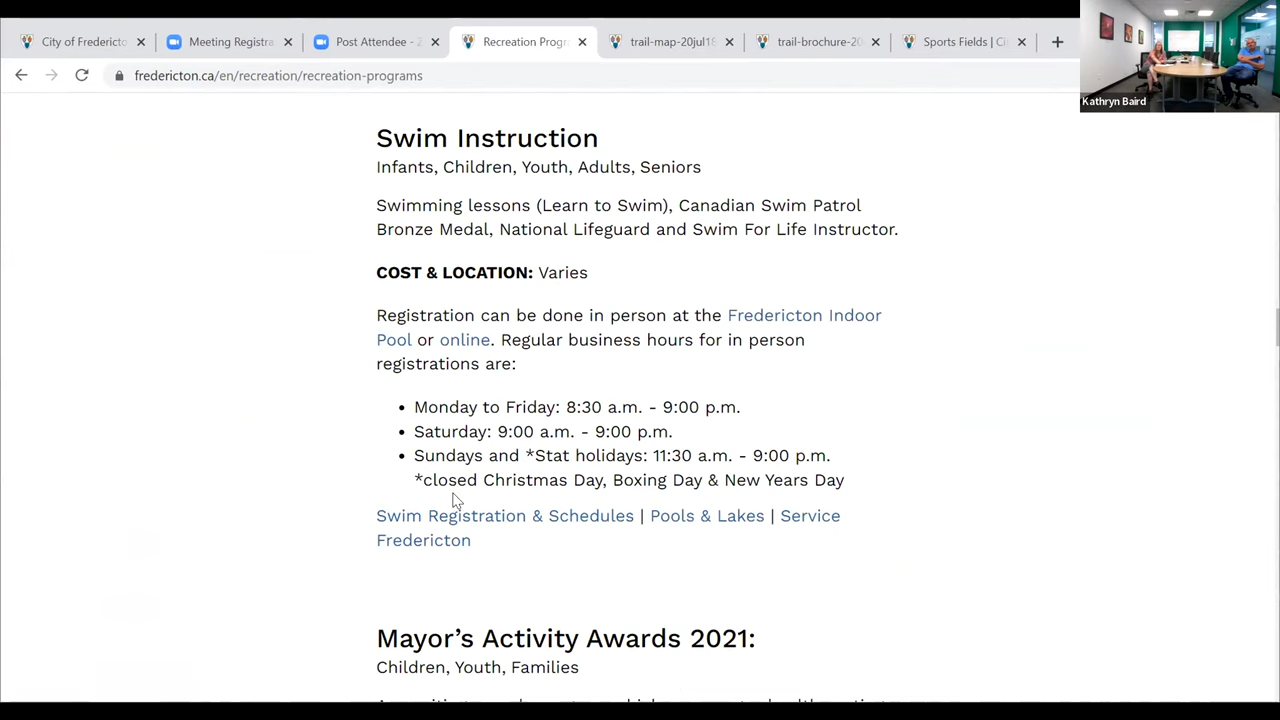 City of Fredericto
Meeting Registra
Post Attendee - Z
Recreation Progr
trail-map-20jul18
trail-brochure-20
Sports Fields | Ci
fredericton.ca/en/recreation/recreation-programs
Kathryn Baird
Swim Instruction
Infants, Children, Youth, Adults, Seniors
Swimming lessons (Learn to Swim), Canadian Swim Patrol
Bronze Medal, National Lifeguard and Swim For Life Instructor.
COST & LOCATION: Varies
Registration can be done in person at the Fredericton Indoor
Pool or online. Regular business hours for in person
registrations are:
• Monday to Friday: 8:30 a.m. - 9:00 p.m.
• Saturday: 9:00 a.m. - 9:00 p.m.
• Sundays and *Stat holidays: 11:30 a.m. - 9:00 p.m.
*closed Christmas Day, Boxing Day & New Years Day
Swim Registration & Schedules | Pools & Lakes | Service
Fredericton
Mayor’s Activity Awards 2021:
Children, Youth, Families